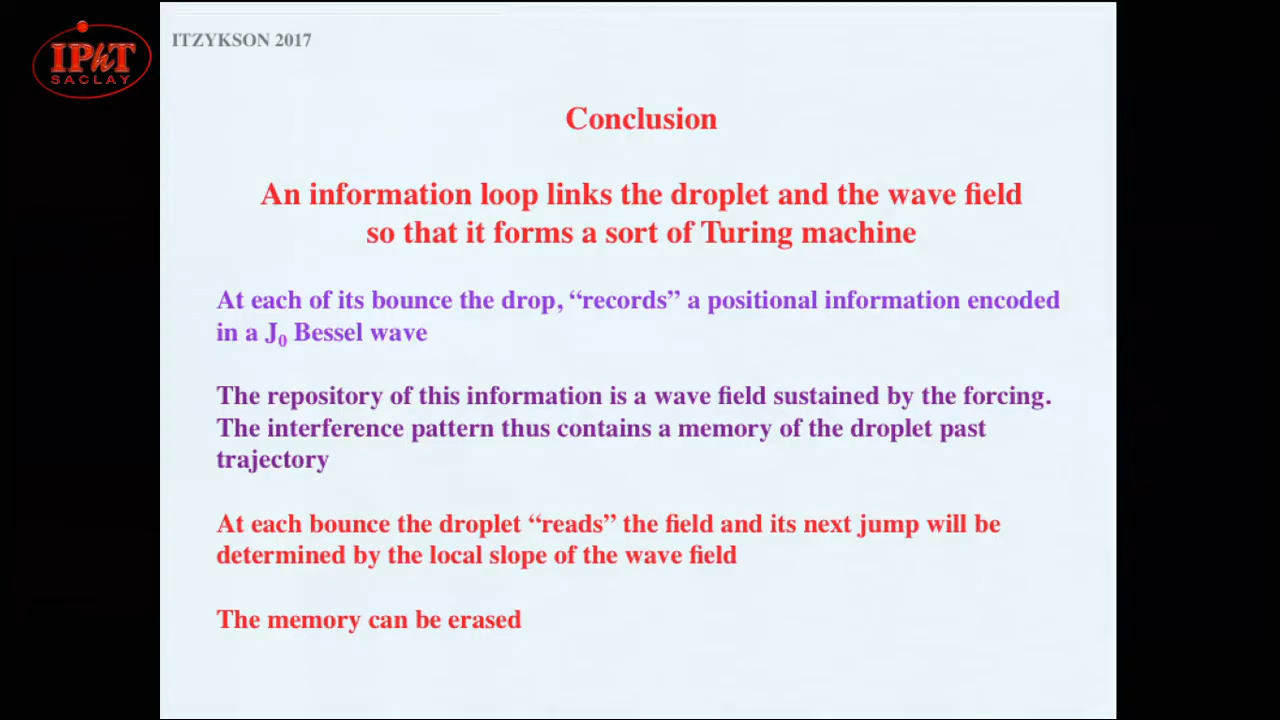 IPhT
SACLAY
ITZYKSON 2017
Conclusion
An information loop links the droplet and the wave field
so that it forms a sort of Turing machine
At each of its bounce the drop, “records” a positional information encoded
in a J₀ Bessel wave
The repository of this information is a wave field sustained by the forcing.
The interference pattern thus contains a memory of the droplet past
trajectory
At each bounce the droplet “reads” the field and its next jump will be
determined by the local slope of the wave field
The memory can be erased